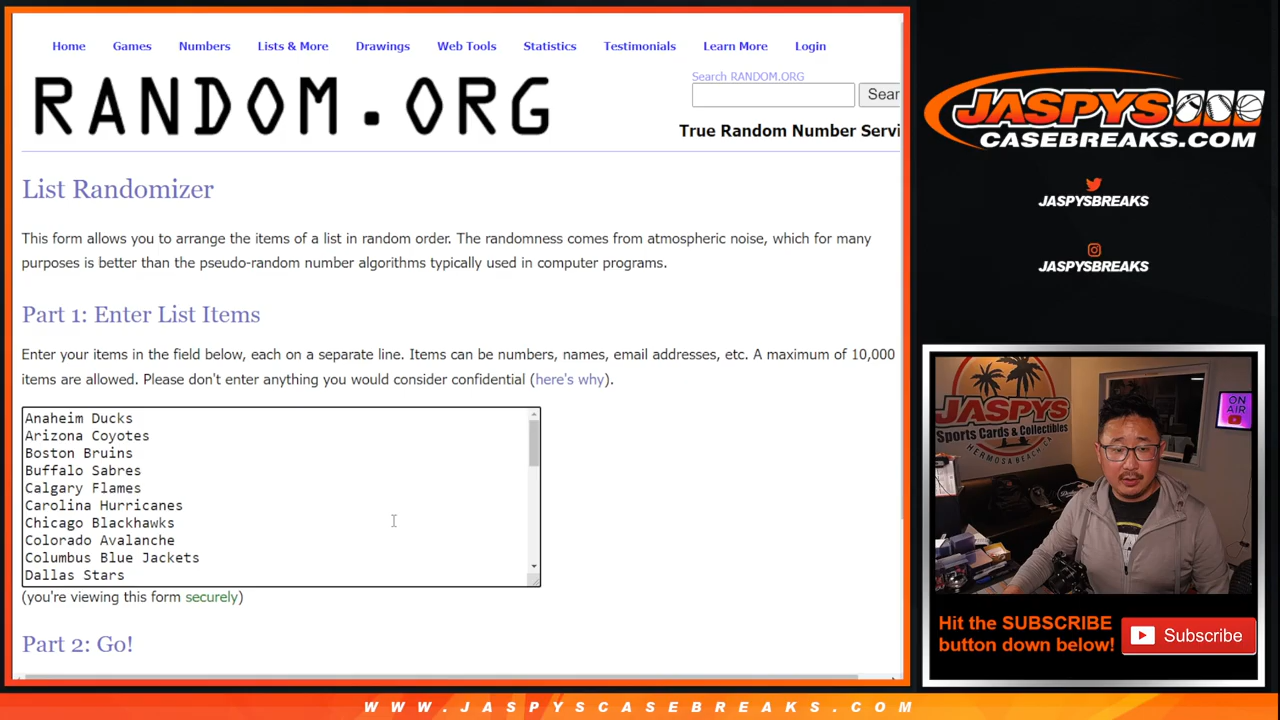 Home Games Numbers Lists & More Drawings Web Tools Statistics Testimonials Learn More Login
RANDOM.ORG
Search RANDOM.ORG
Sear
True Random Number Servi
List Randomizer
This form allows you to arrange the items of a list in random order. The randomness comes from atmospheric noise, which for many
purposes is better than the pseudo-random number algorithms typically used in computer programs.
Part 1: Enter List Items
Enter your items in the field below, each on a separate line. Items can be numbers, names, email addresses, etc. A maximum of 10,000
items are allowed. Please don't enter anything you would consider confidential (here's why).
Anaheim Ducks
Arizona Coyotes
Boston Bruins
Buffalo Sabres
Calgary Flames
Carolina Hurricanes
Chicago Blackhawks
Colorado Avalanche
Columbus Blue Jackets
Dallas Stars
(you're viewing this form securely)
Part 2: Go!
JASPYS
CASEBREAKS.COM
JASPYSBREAKS
JASPYSBREAKS
JASPYS
Sports Cards & Collectibles
HERMOSA BEACH CA
ON
AIR
Hit the SUBSCRIBE
button down below!
Subscribe
WWW.JASPYSCASEBREAKS.COM